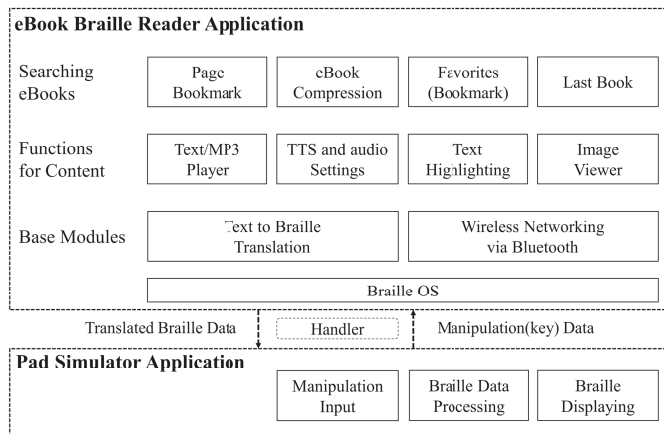 eBook Braille Reader Application
Searching
eBooks
Page
Bookmark
eBook
Compression
Favorites
(Bookmark)
Last Book
Functions
for Content
Text/MP3
Player
TTS and audio
Settings
Text
Highlighting
Image
Viewer
Base Modules
Text to Braille
Translation
Wireless Networking
via Bluetooth
Braille OS
Translated Braille Data
Handler
Manipulation(key) Data
Pad Simulator Application
Manipulation
Input
Braille Data
Processing
Braille
Displaying